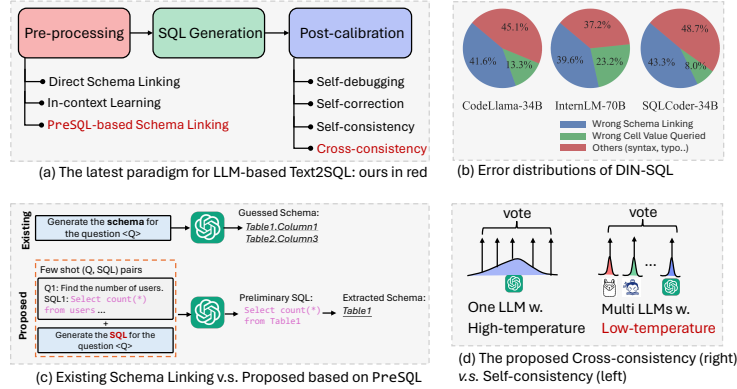 Pre-processing
SQL Generation
Post-calibration
Direct Schema Linking
In-context Learning
PreSQL-based Schema Linking
Self-debugging
Self-correction
Self-consistency
Cross-consistency
(a) The latest paradigm for LLM-based Text2SQL: ours in red
45.1%
41.6%
13.3%
CodeLlama-34B
37.2%
39.6%
23.2%
InternLM-70B
48.7%
43.3%
8.0%
SQLCoder-34B
Wrong Schema Linking
Wrong Cell Value Queried
Others (syntax, typo..)
(b) Error distributions of DIN-SQL
Existing
Generate the schema for
the question <Q>
Guessed Schema:
Table1.Column1
Table2.Column3
Proposed
Few shot (Q, SQL) pairs
Q1: Find the number of users.
SQL1: Select count(*)
from users ...
+
Generate the SQL for the
question <Q>
Preliminary SQL:
Select count(*)
from Table1
Extracted Schema:
Table1
(c) Existing Schema Linking v.s. Proposed based on PreSQL
vote
One LLM w.
High-temperature
vote
...
Multi LLMs w.
Low-temperature
(d) The proposed Cross-consistency (right)
v.s. Self-consistency (left)